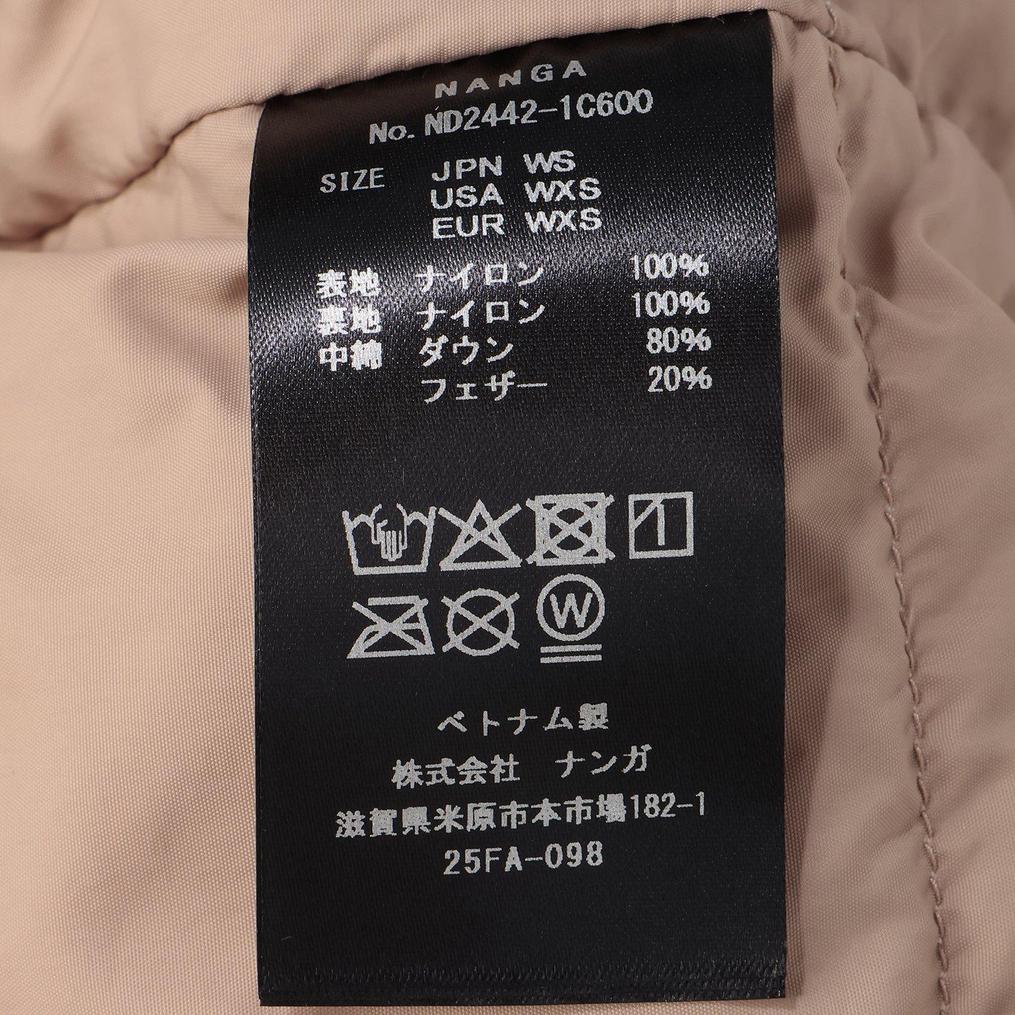 NANGA
No. ND2442-1C600
SIZE JPN WS
USA WXS
EUR WXS
表地 ナイロン 100%
裏地 ナイロン 100%
中綿 ダウン 80%
フェザー 20%
W
ベトナム製
株式会社 ナンガ
滋賀県米原市本市場182-1
25FA-098